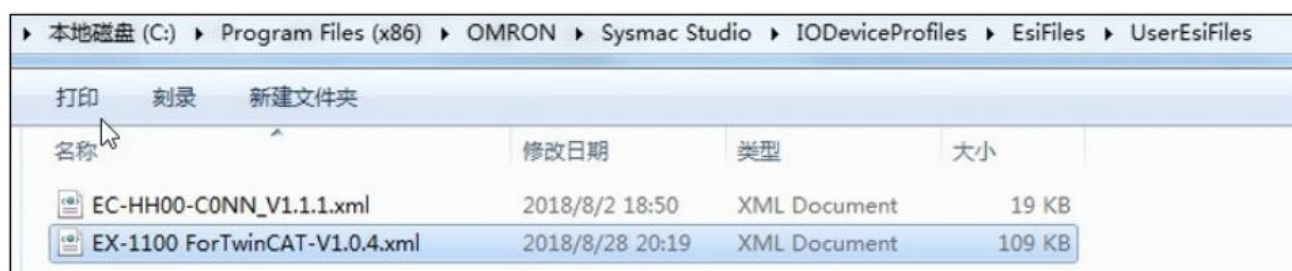 本地磁盘 (C:) ▸ Program Files (x86) ▸ OMRON ▸ Sysmac Studio ▸ IODeviceProfiles ▸ EsiFiles ▸ UserEsiFiles
打印 刻录 新建文件夹
名称 修改日期 类型 大小
EC-HH00-C0NN_V1.1.1.xml 2018/8/2 18:50 XML Document 19 KB
EX-1100 ForTwinCAT-V1.0.4.xml 2018/8/28 20:19 XML Document 109 KB